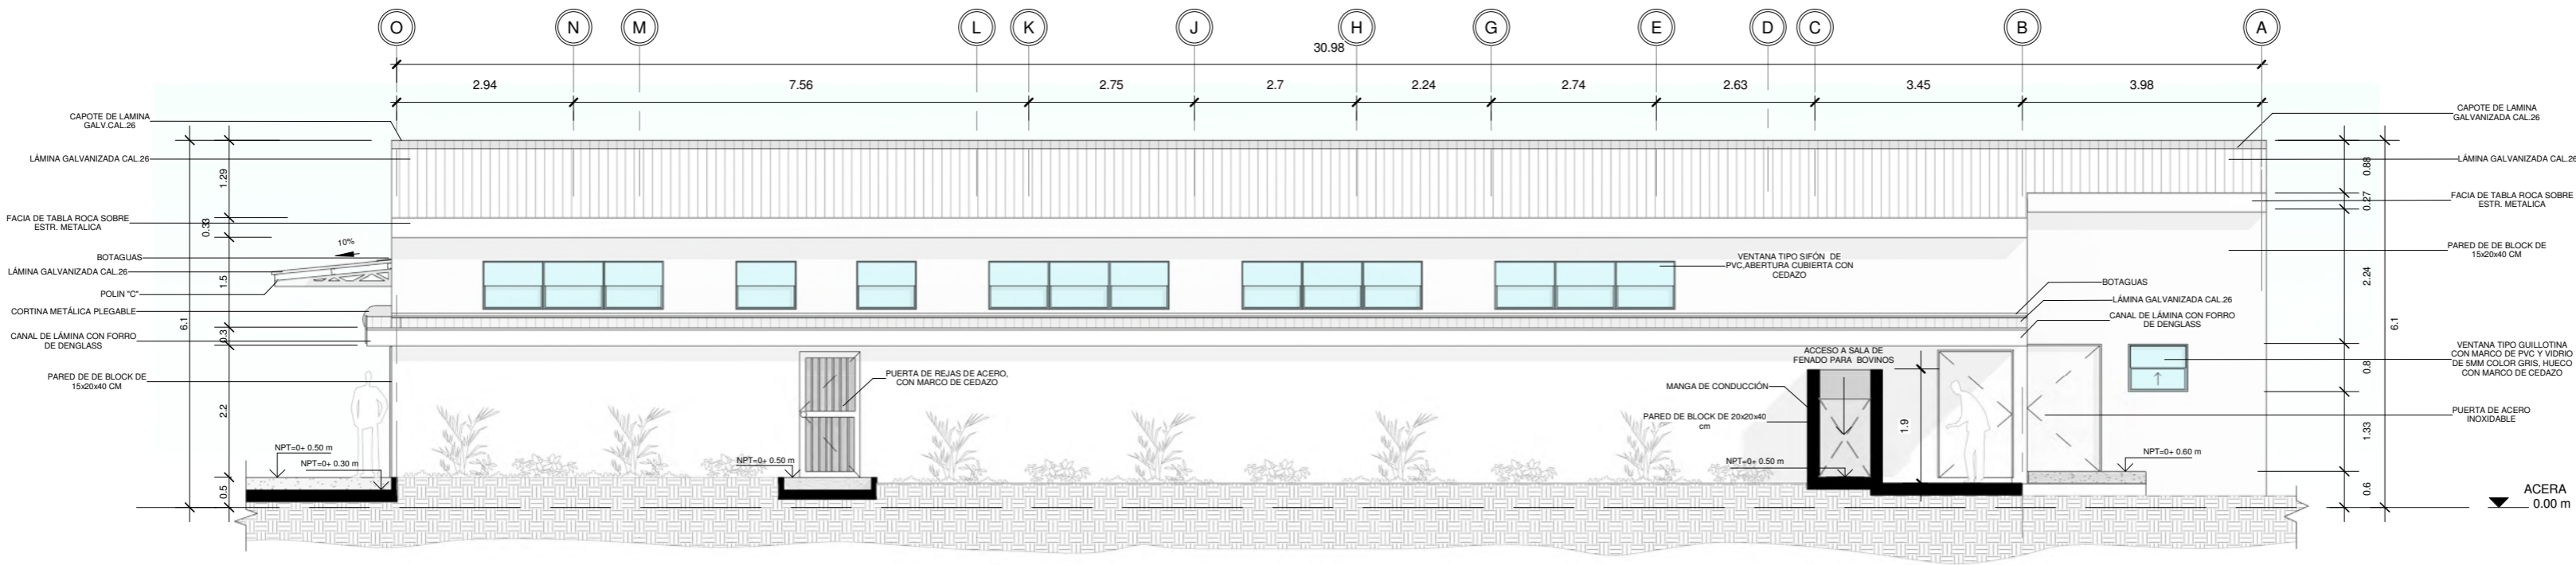 O N M L K J H G E D C B A
30.98
2.94 7.56 2.75 2.7 2.24 2.74 2.63 3.45 3.98
CAPOTE DE LAMINA
GALV.CAL.26
LÁMINA GALVANIZADA CAL.26
FACIA DE TABLA ROCA SOBRE
ESTR. METALICA
10%
BOTAGUAS
LÁMINA GALVANIZADA CAL.26
POLIN "C"
CORTINA METÁLICA PLEGABLE
CANAL DE LÁMINA CON FORRO
DE DENGLASS
PARED DE DE BLOCK DE
15x20x40 CM
6.1
1.29
0.33
1.5
0.3
2.2
0.5
NPT=0+ 0.50 m
NPT=0+ 0.30 m
NPT=0+ 0.50 m
PUERTA DE REJAS DE ACERO,
CON MARCO DE CEDAZO
VENTANA TIPO SIFÓN DE
PVC,ABERTURA CUBIERTA CON
CEDAZO
BOTAGUAS
LÁMINA GALVANIZADA CAL.26
CANAL DE LÁMINA CON FORRO
DE DENGLASS
ACCESO A SALA DE
FENADO PARA BOVINOS
MANGA DE CONDUCCIÓN
PARED DE BLOCK DE 20x20x40
cm
1.9
NPT=0+ 0.50 m
NPT=0+ 0.60 m
CAPOTE DE LAMINA
GALVANIZADA CAL.26
LÁMINA GALVANIZADA CAL.26
FACIA DE TABLA ROCA SOBRE
ESTR. METALICA
PARED DE DE BLOCK DE
15x20x40 CM
VENTANA TIPO GUILLOTINA
CON MARCO DE PVC Y VIDRIO
DE 5MM COLOR GRIS, HUECO
CON MARCO DE CEDAZO
PUERTA DE ACERO
INOXIDABLE
0.88
0.27
2.24
0.8
1.33
0.6
6.1
ACERA
0.00 m